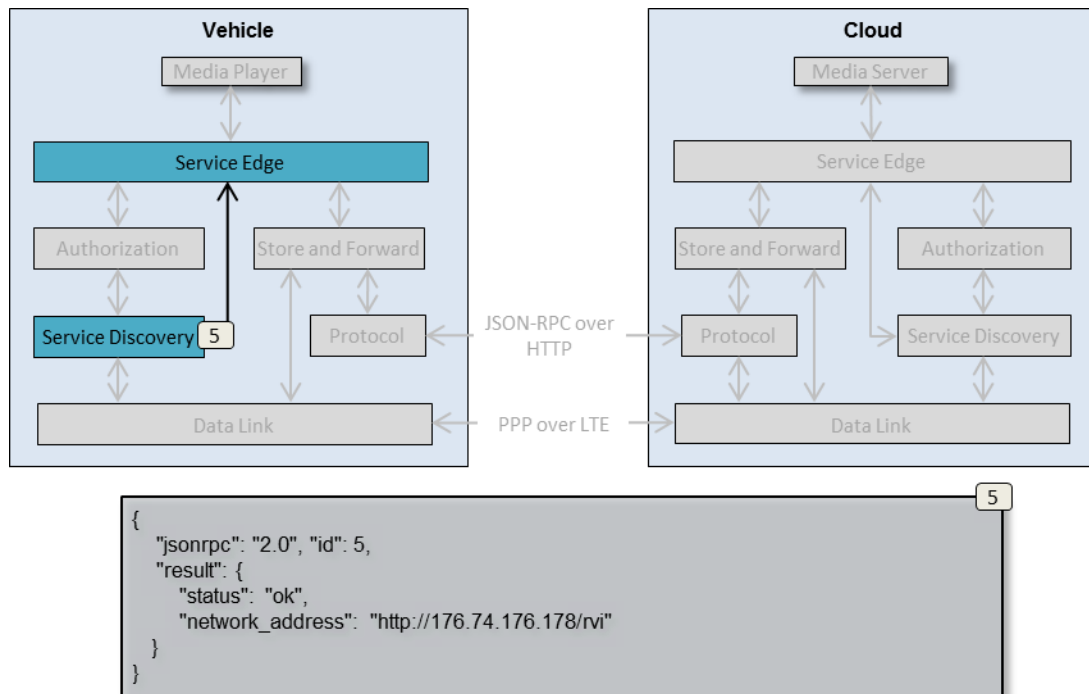 Vehicle
Media Player
Service Edge
Authorization
Store and Forward
Service Discovery
5
Protocol
Data Link
JSON-RPC over
HTTP
PPP over LTE
Cloud
Media Server
Service Edge
Store and Forward
Authorization
Protocol
Service Discovery
Data Link
5
{
"jsonrpc": "2.0", "id": 5,
"result": {
"status": "ok",
"network_address": "http://176.74.176.178/rvi"
}
}